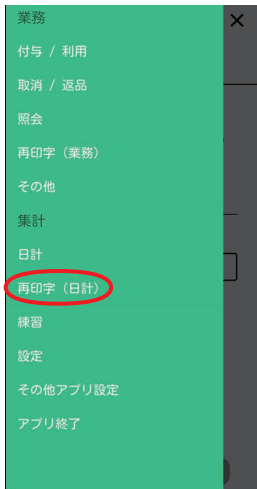 業務
付与 / 利用
取消 / 返品
照会
再印字（業務）
その他
集計
日計
再印字（日計）
練習
設定
その他アプリ設定
アプリ終了